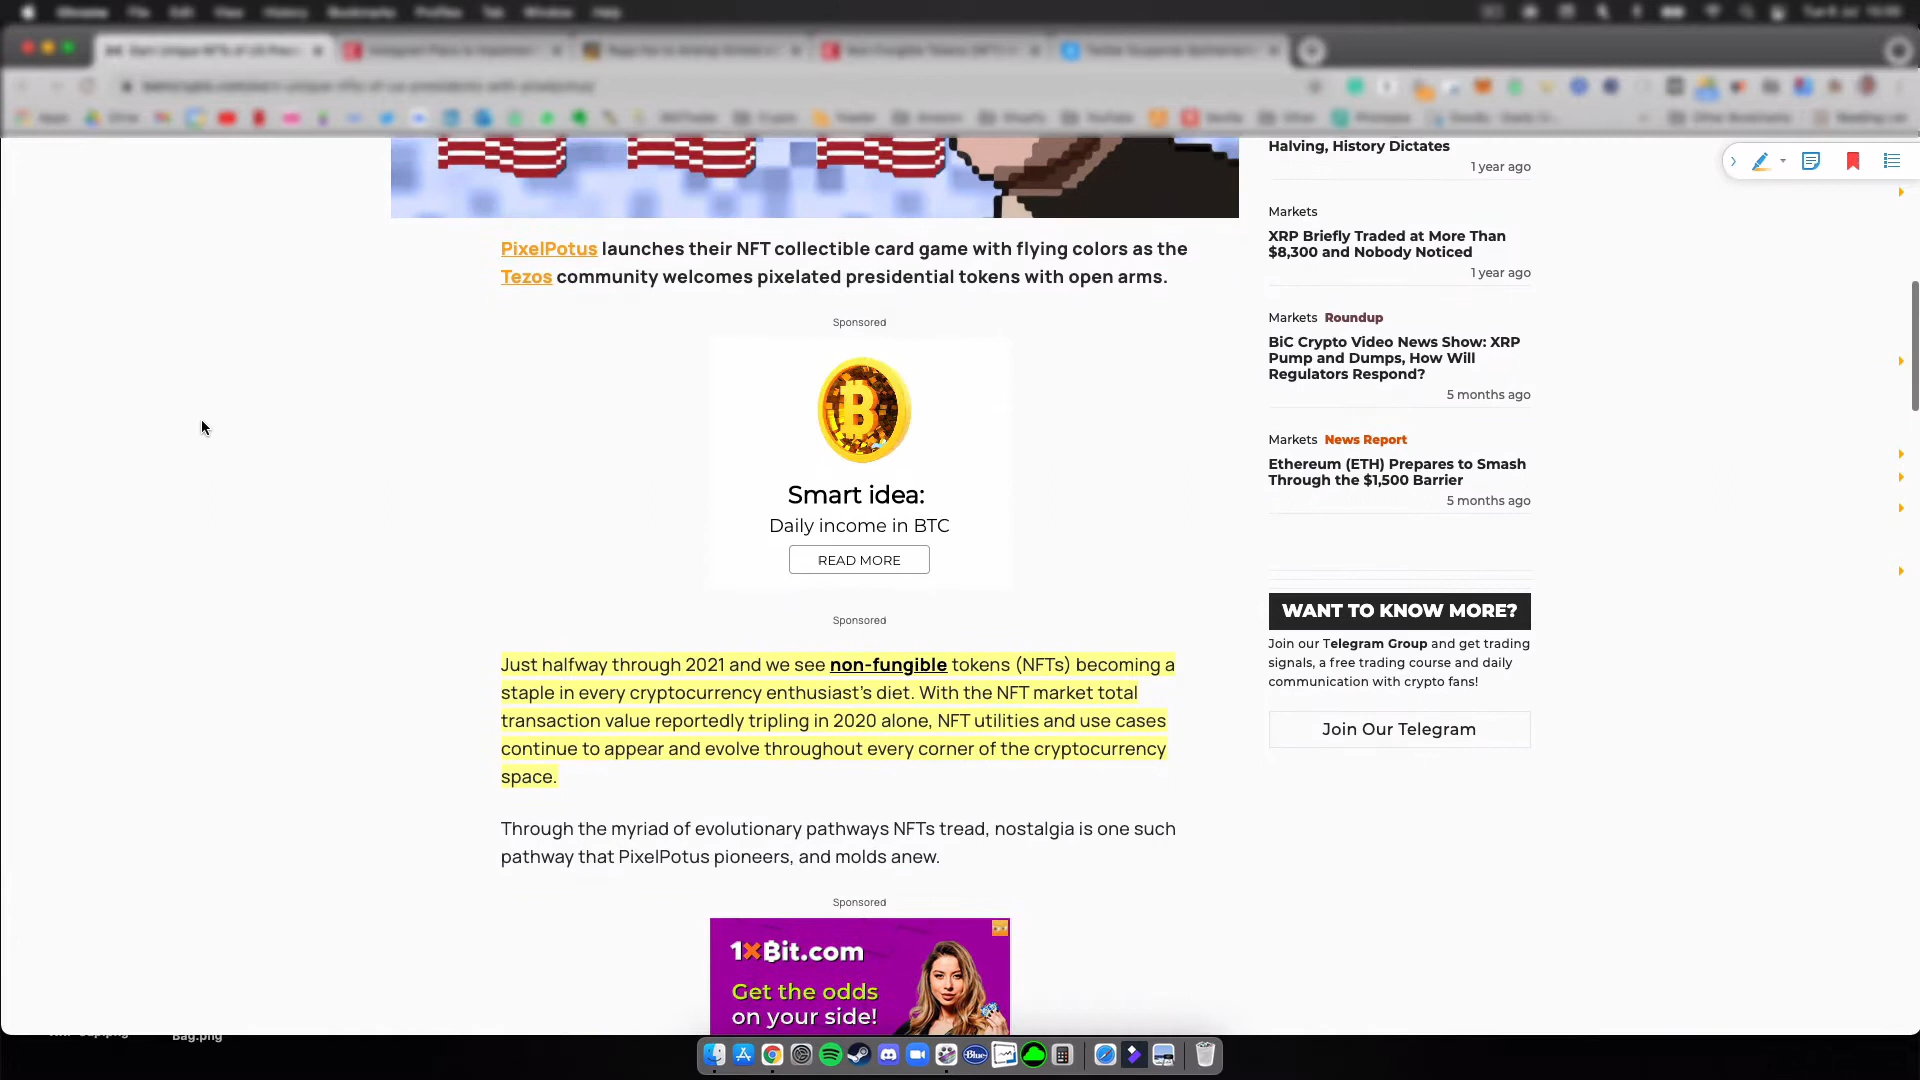 Halving, History Dictates
1 year ago
Markets
XRP Briefly Traded at More Than
$8,300 and Nobody Noticed
1 year ago
Markets Roundup
BiC Crypto Video News Show: XRP
Pump and Dumps, How Will
Regulators Respond?
5 months ago
Markets News Report
Ethereum (ETH) Prepares to Smash
Through the $1,500 Barrier
5 months ago
WANT TO KNOW MORE?
Join our Telegram Group and get trading
signals, a free trading course and daily
communication with crypto fans!
Join Our Telegram
PixelPotus launches their NFT collectible card game with flying colors as the
Tezos community welcomes pixelated presidential tokens with open arms.
Sponsored
Smart idea:
Daily income in BTC
READ MORE
Sponsored
Just halfway through 2021 and we see non-fungible tokens (NFTs) becoming a
staple in every cryptocurrency enthusiast's diet. With the NFT market total
transaction value reportedly tripling in 2020 alone, NFT utilities and use cases
continue to appear and evolve throughout every corner of the cryptocurrency
space.
Through the myriad of evolutionary pathways NFTs tread, nostalgia is one such
pathway that PixelPotus pioneers, and molds anew.
Sponsored
1xBit.com
Get the odds
on your side!
Bag.png
Blue